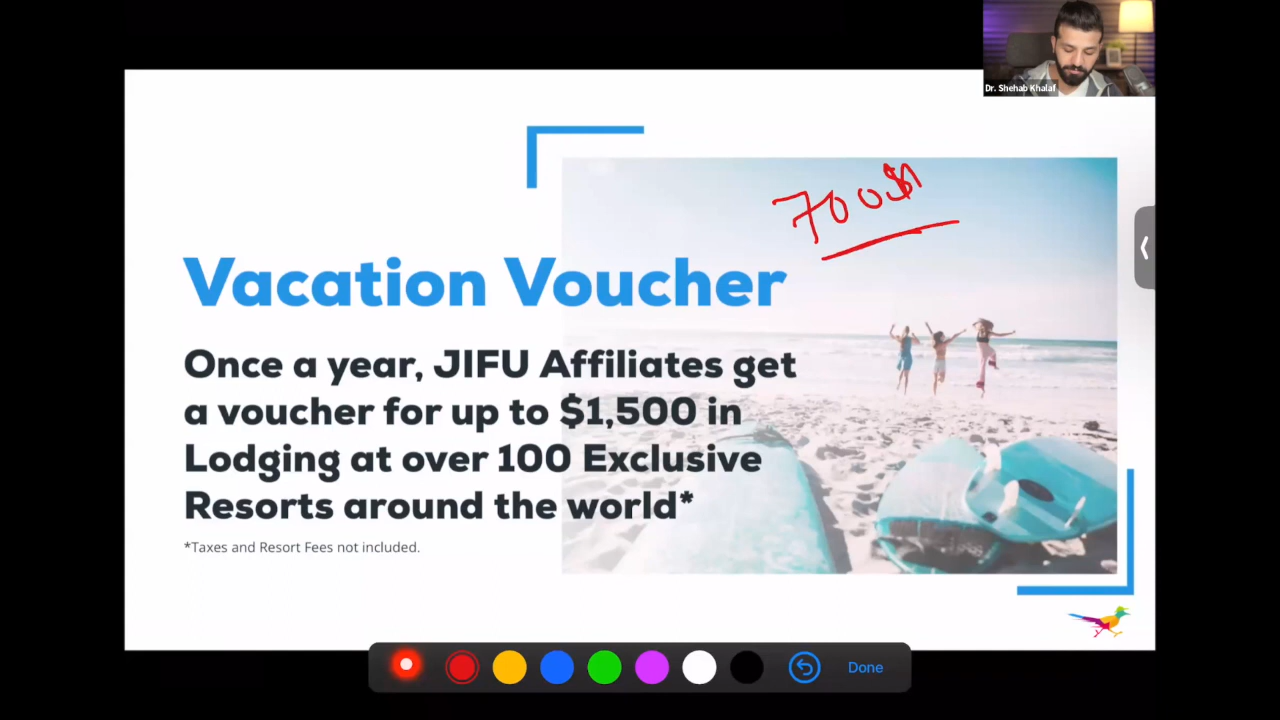 Dr. Shehab Khalaf
700$
Vacation Voucher
Once a year, JIFU Affiliates get
a voucher for up to $1,500 in
Lodging at over 100 Exclusive
Resorts around the world*
*Taxes and Resort Fees not included.
Done